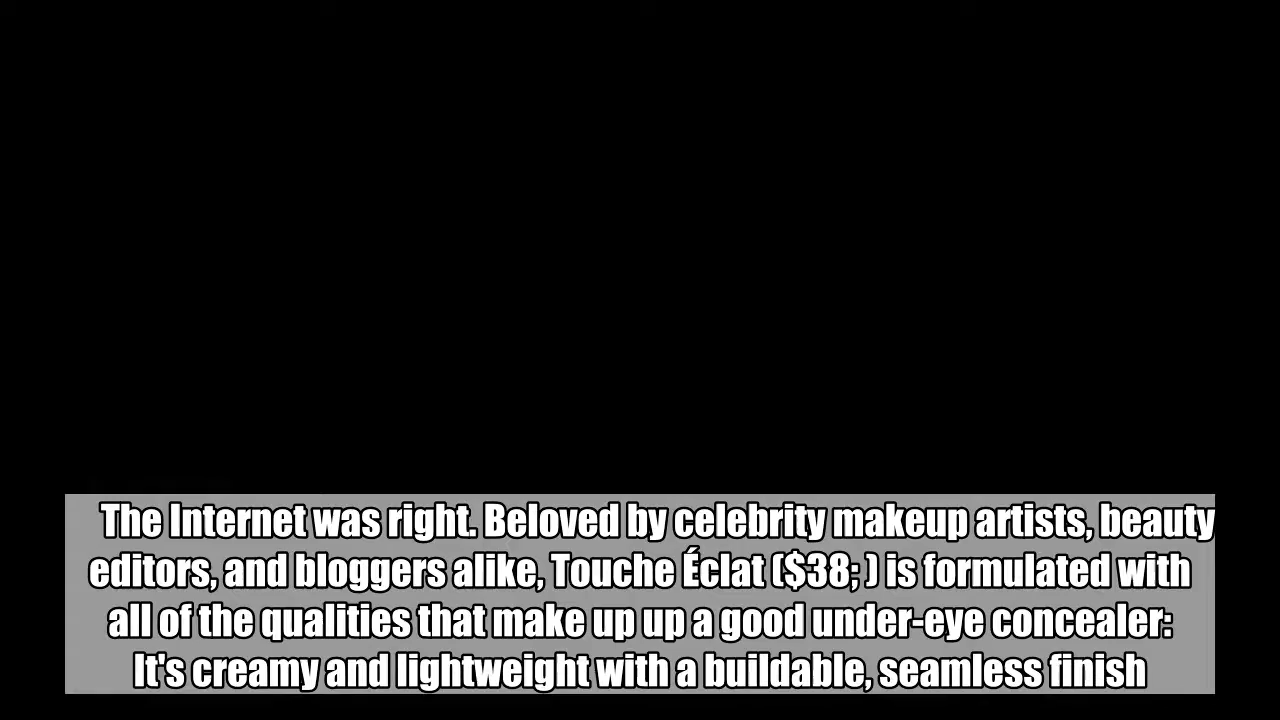 The Internet was right. Beloved by celebrity makeup artists, beauty
editors, and bloggers alike, Touche Éclat ($38; ) is formulated with
all of the qualities that make up up a good under-eye concealer:
It's creamy and lightweight with a buildable, seamless finish